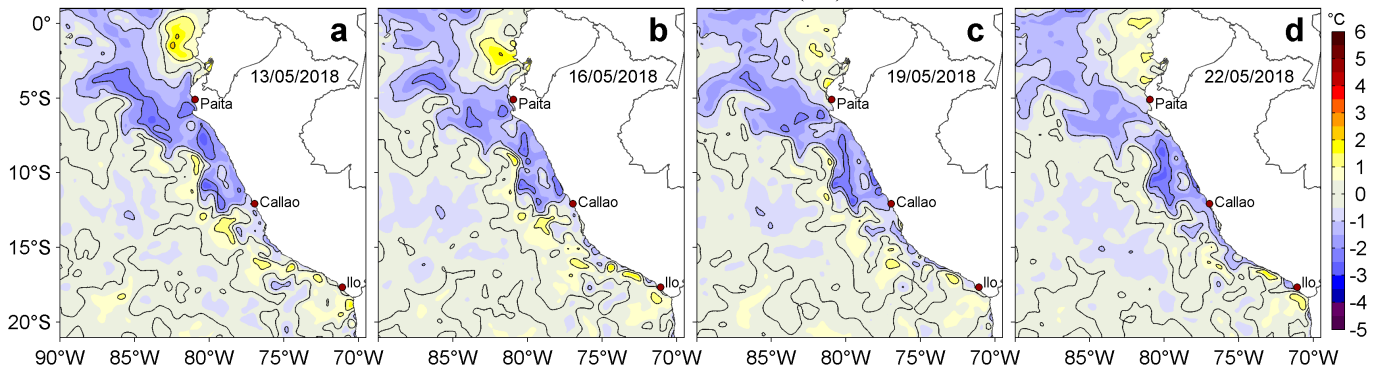 a
b
c
d
°C
13/05/2018
16/05/2018
19/05/2018
22/05/2018
0°
5°S
10°S
15°S
20°S
Paita
Callao
Ilo
Paita
Callao
Ilo
Paita
Callao
Ilo
Paita
Callao
Ilo
6
5
4
3
2
1
0
-1
-2
-3
-4
-5
90°W 85°W 80°W 75°W 70°W
85°W 80°W 75°W 70°W
85°W 80°W 75°W 70°W
85°W 80°W 75°W 70°W